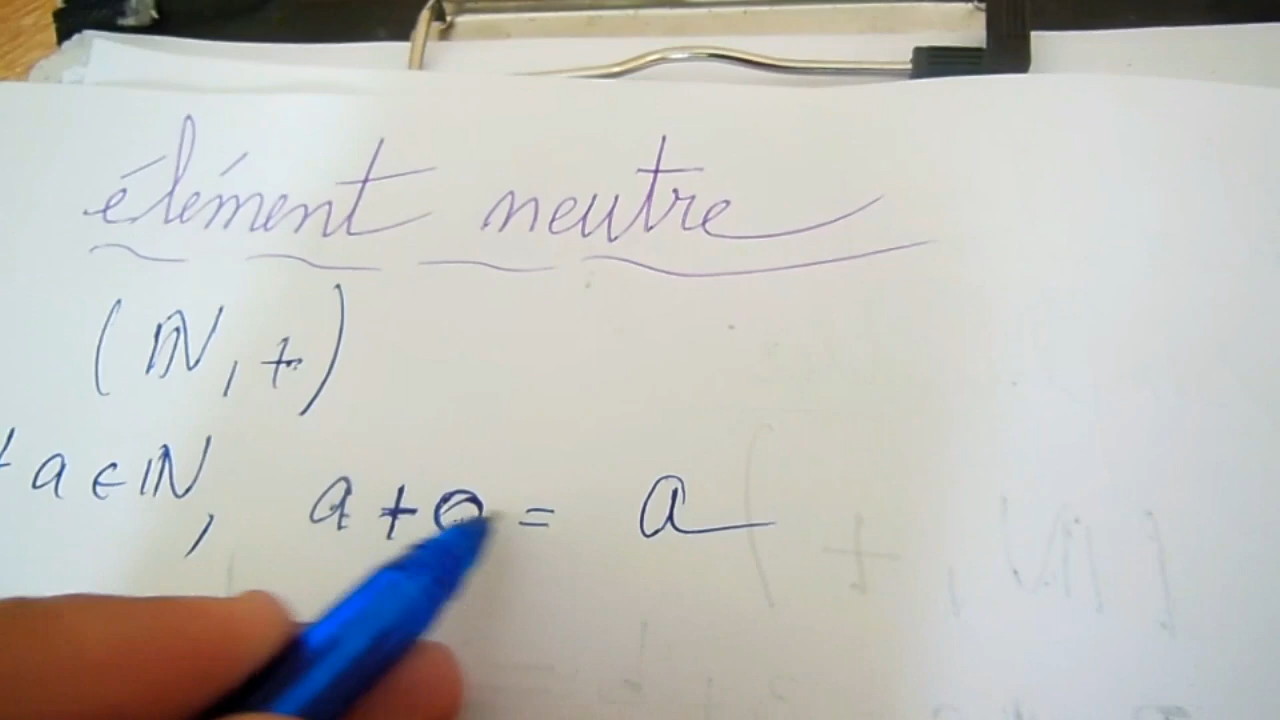 élément neutre
(ℕ, +)
∀ a ∈ ℕ, a + 0 = a